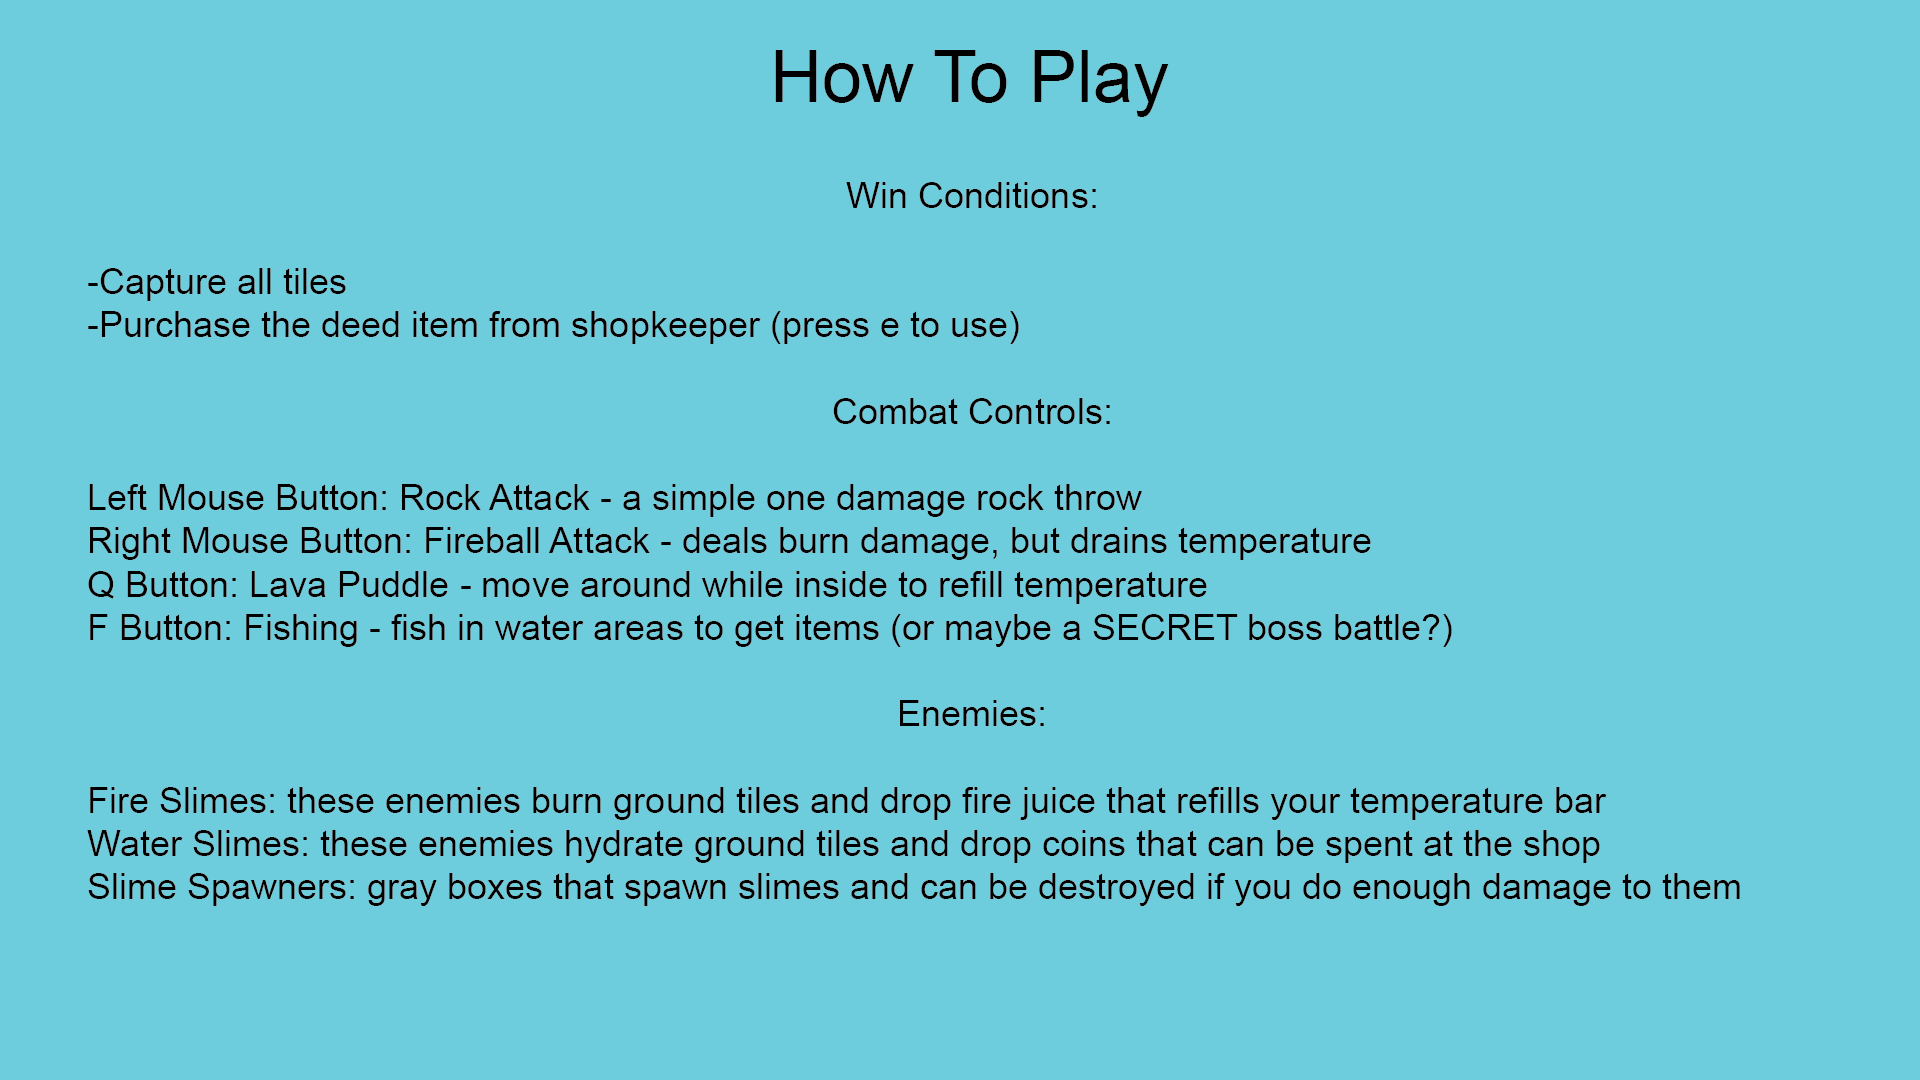 How To Play
Win Conditions:
-Capture all tiles
-Purchase the deed item from shopkeeper (press e to use)
Combat Controls:
Left Mouse Button: Rock Attack - a simple one damage rock throw
Right Mouse Button: Fireball Attack - deals burn damage, but drains temperature
Q Button: Lava Puddle - move around while inside to refill temperature
F Button: Fishing - fish in water areas to get items (or maybe a SECRET boss battle?)
Enemies:
Fire Slimes: these enemies burn ground tiles and drop fire juice that refills your temperature bar
Water Slimes: these enemies hydrate ground tiles and drop coins that can be spent at the shop
Slime Spawners: gray boxes that spawn slimes and can be destroyed if you do enough damage to them